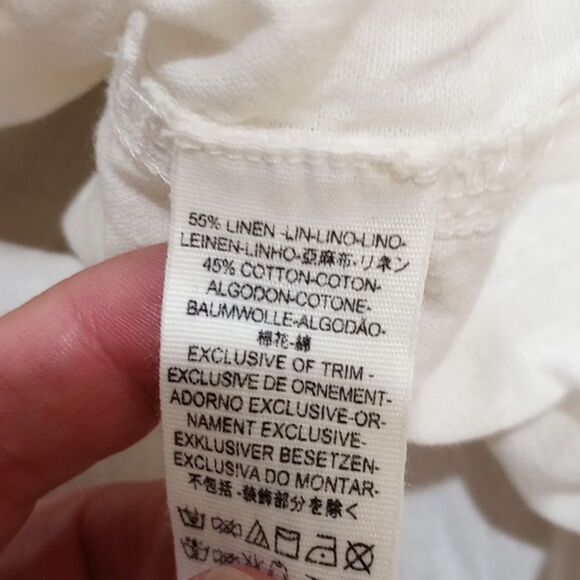 55% LINEN -LIN-LINO-LINO-
LEINEN-LINHO-亞麻布-リネン
45% COTTON-COTON-
ALGODON-COTONE-
BAUMWOLLE-ALGODÃO-
棉花-綿
EXCLUSIVE OF TRIM -
EXCLUSIVE DE ORNEMENT-
ADORNO EXCLUSIVE-OR-
NAMENT EXCLUSIVE-
EXKLUSIVER BESETZEN-
EXCLUSIVA DO MONTAR-
不包括 -装飾部分を除く